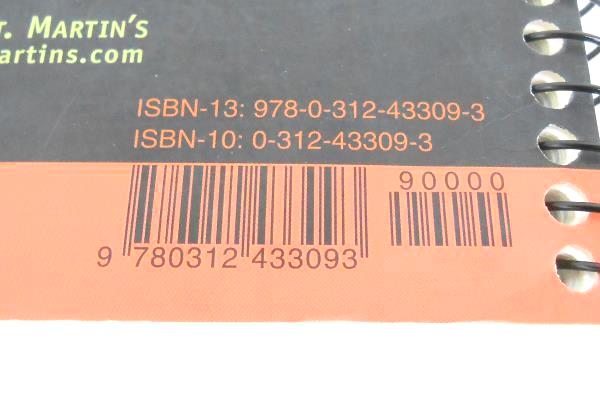 T. MARTIN'S
artins.com
ISBN-13: 978-0-312-43309-3
ISBN-10: 0-312-43309-3
90000
9 780312 433093